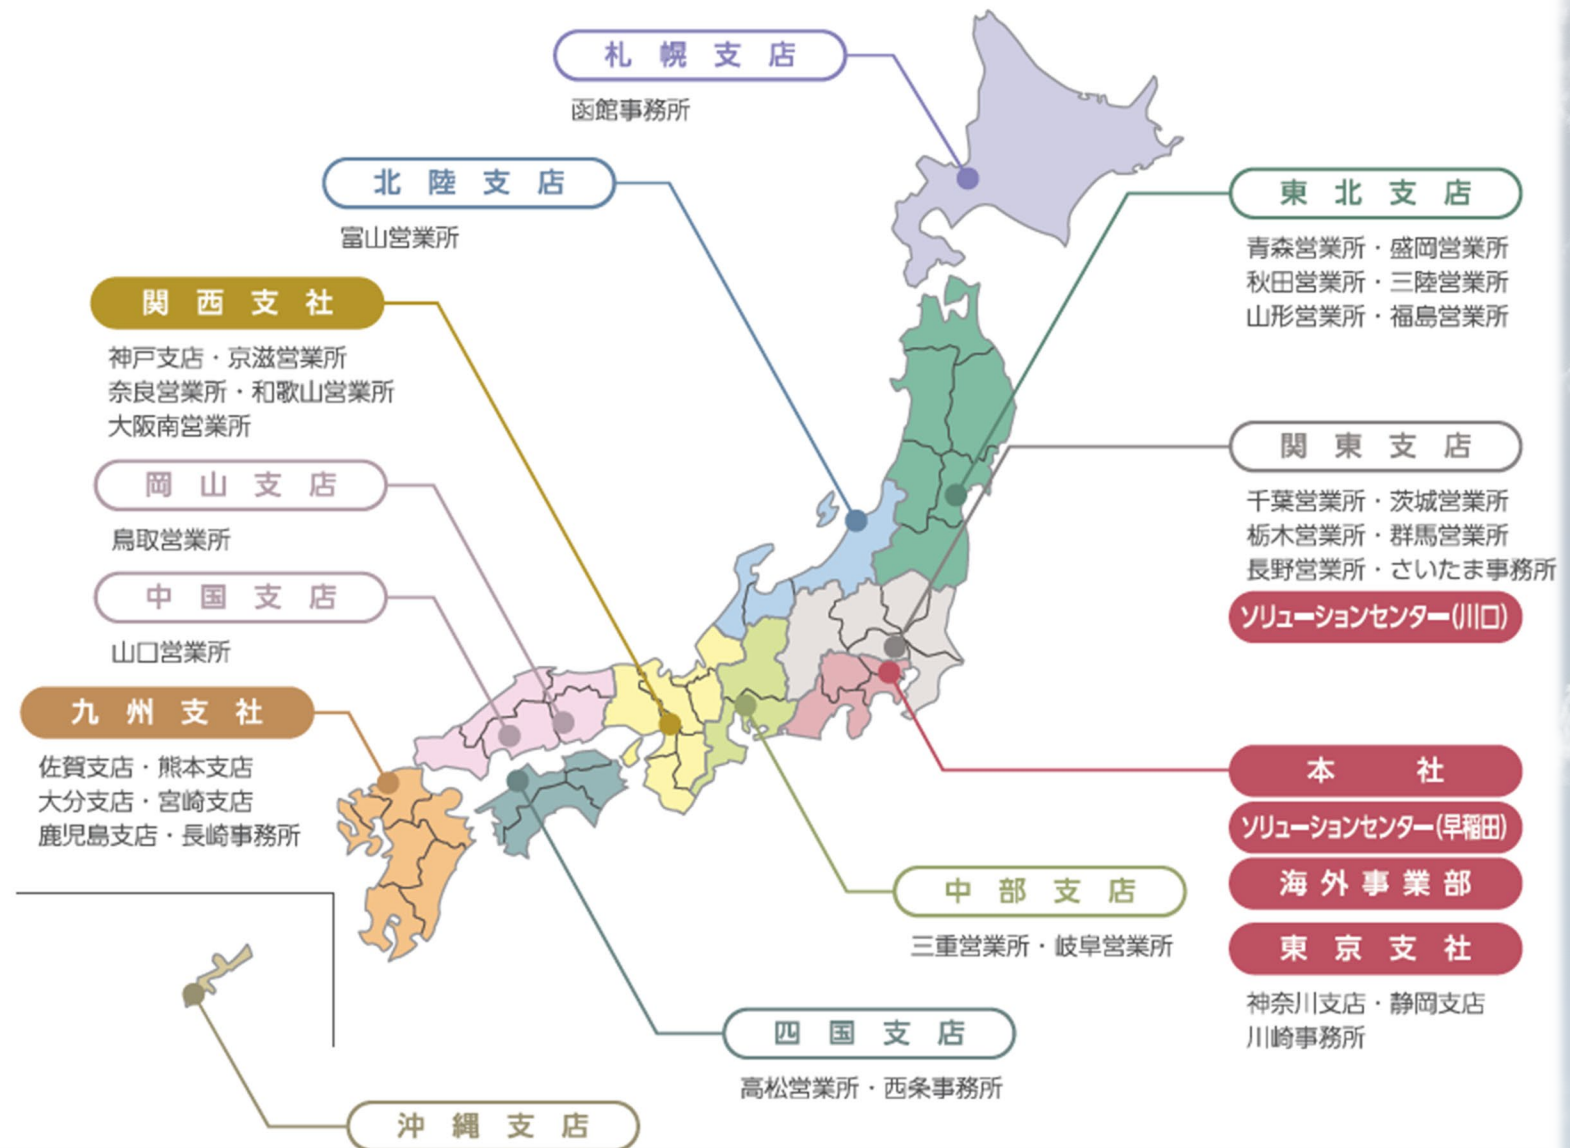 札幌支店
函館事務所
北陸支店
富山営業所
関西支社
神戸支店・京滋営業所
奈良営業所・和歌山営業所
大阪南営業所
岡山支店
鳥取営業所
中国支店
山口営業所
九州支社
佐賀支店・熊本支店
大分支店・宮崎支店
鹿児島支店・長崎事務所
東北支店
青森営業所・盛岡営業所
秋田営業所・三陸営業所
山形営業所・福島営業所
関東支店
千葉営業所・茨城営業所
栃木営業所・群馬営業所
長野営業所・さいたま事務所
ソリューションセンター(川口)
本社
ソリューションセンター(早稲田)
海外事業部
東京支社
神奈川支店・静岡支店
川崎事務所
中部支店
三重営業所・岐阜営業所
四国支店
高松営業所・西条事務所
沖縄支店